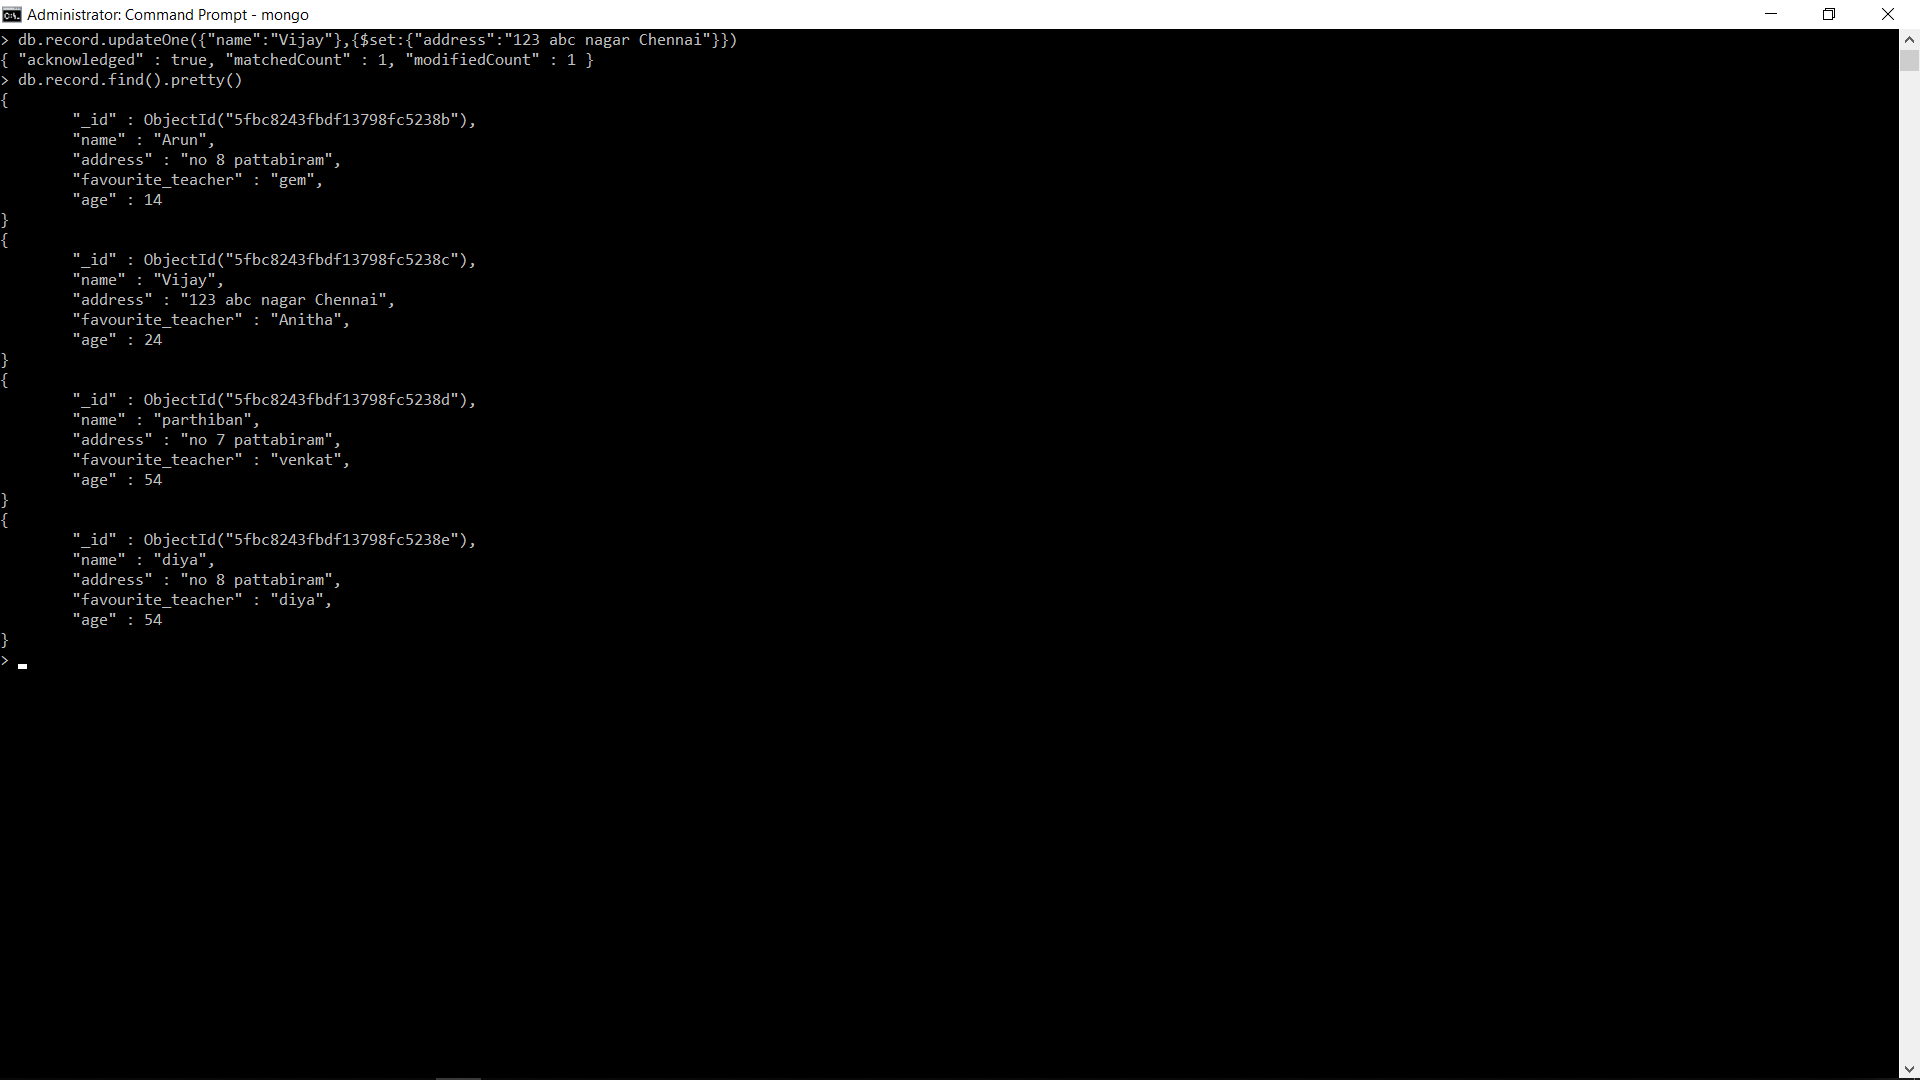 Administrator: Command Prompt - mongo
> db.record.updateOne({"name":"Vijay"},{$set:{"address":"123 abc nagar Chennai"}})
{ "acknowledged" : true, "matchedCount" : 1, "modifiedCount" : 1 }
> db.record.find().pretty()
{
        "_id" : ObjectId("5fbc8243fbdf13798fc5238b"),
        "name" : "Arun",
        "address" : "no 8 pattabiram",
        "favourite_teacher" : "gem",
        "age" : 14
}
{
        "_id" : ObjectId("5fbc8243fbdf13798fc5238c"),
        "name" : "Vijay",
        "address" : "123 abc nagar Chennai",
        "favourite_teacher" : "Anitha",
        "age" : 24
}
{
        "_id" : ObjectId("5fbc8243fbdf13798fc5238d"),
        "name" : "parthiban",
        "address" : "no 7 pattabiram",
        "favourite_teacher" : "venkat",
        "age" : 54
}
{
        "_id" : ObjectId("5fbc8243fbdf13798fc5238e"),
        "name" : "diya",
        "address" : "no 8 pattabiram",
        "favourite_teacher" : "diya",
        "age" : 54
}
>